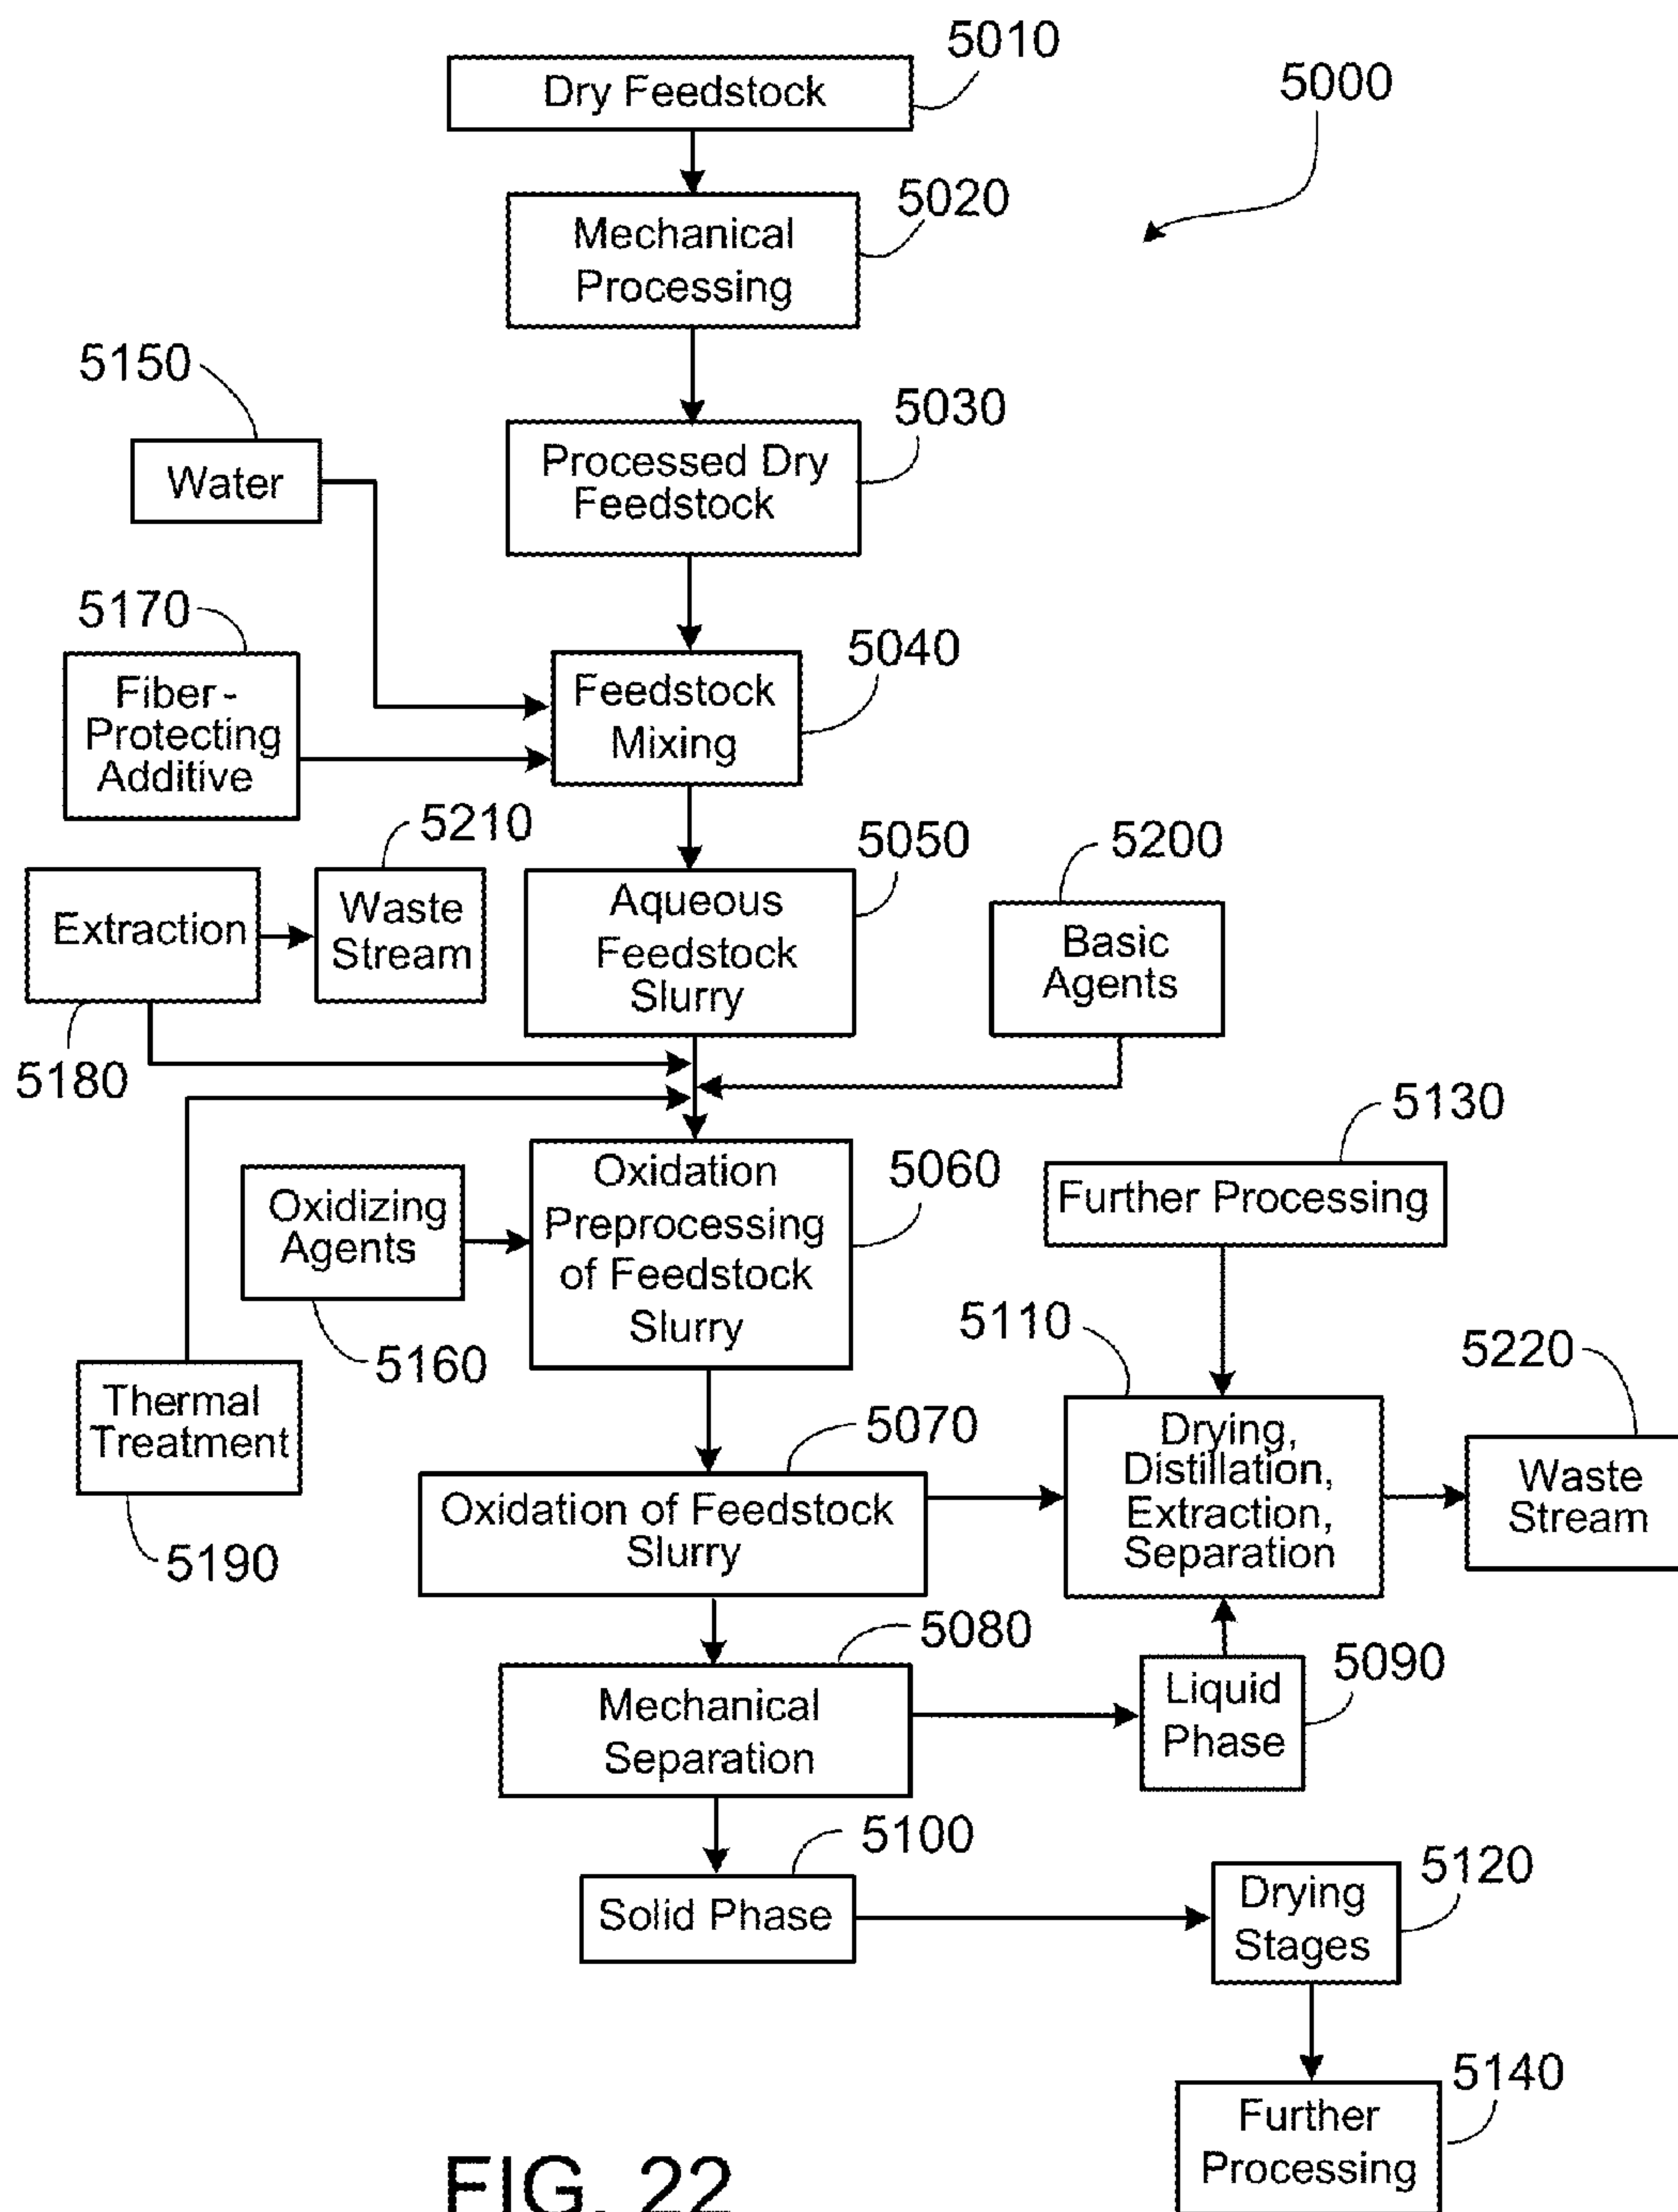 5010
Dry Feedstock
5000
5020
Mechanical
Processing
5150
5030
Water
Processed Dry
Feedstock
5170
5040
Fiber-
Protecting
Additive
Feedstock
Mixing
5210
5050
5200
Extraction
Waste
Stream
Aqueous
Feedstock
Slurry
Basic
Agents
5180
5130
5060
Oxidizing
Agents
Oxidation
Preprocessing
of Feedstock
Slurry
Further Processing
5110
5220
5160
Thermal
Treatment
5070
Drying,
Distillation,
Extraction,
Separation
Waste
Stream
Oxidation of Feedstock
Slurry
5190
5080
5090
Mechanical
Separation
Liquid
Phase
5100
5120
Solid Phase
Drying
Stages
5140
Further
Processing
FIG. 22